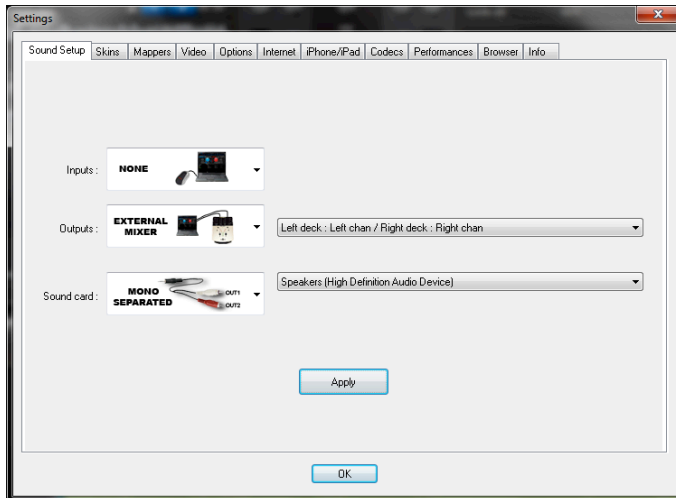 Settings
Sound Setup Skins Mappers Video Options Internet iPhone/iPad Codecs Performances Browser Info
Inputs : NONE
Outputs : EXTERNAL MIXER Left deck : Left chan / Right deck : Right chan
Sound card : MONO SEPARATED OUT1 OUT2 Speakers (High Definition Audio Device)
Apply
OK